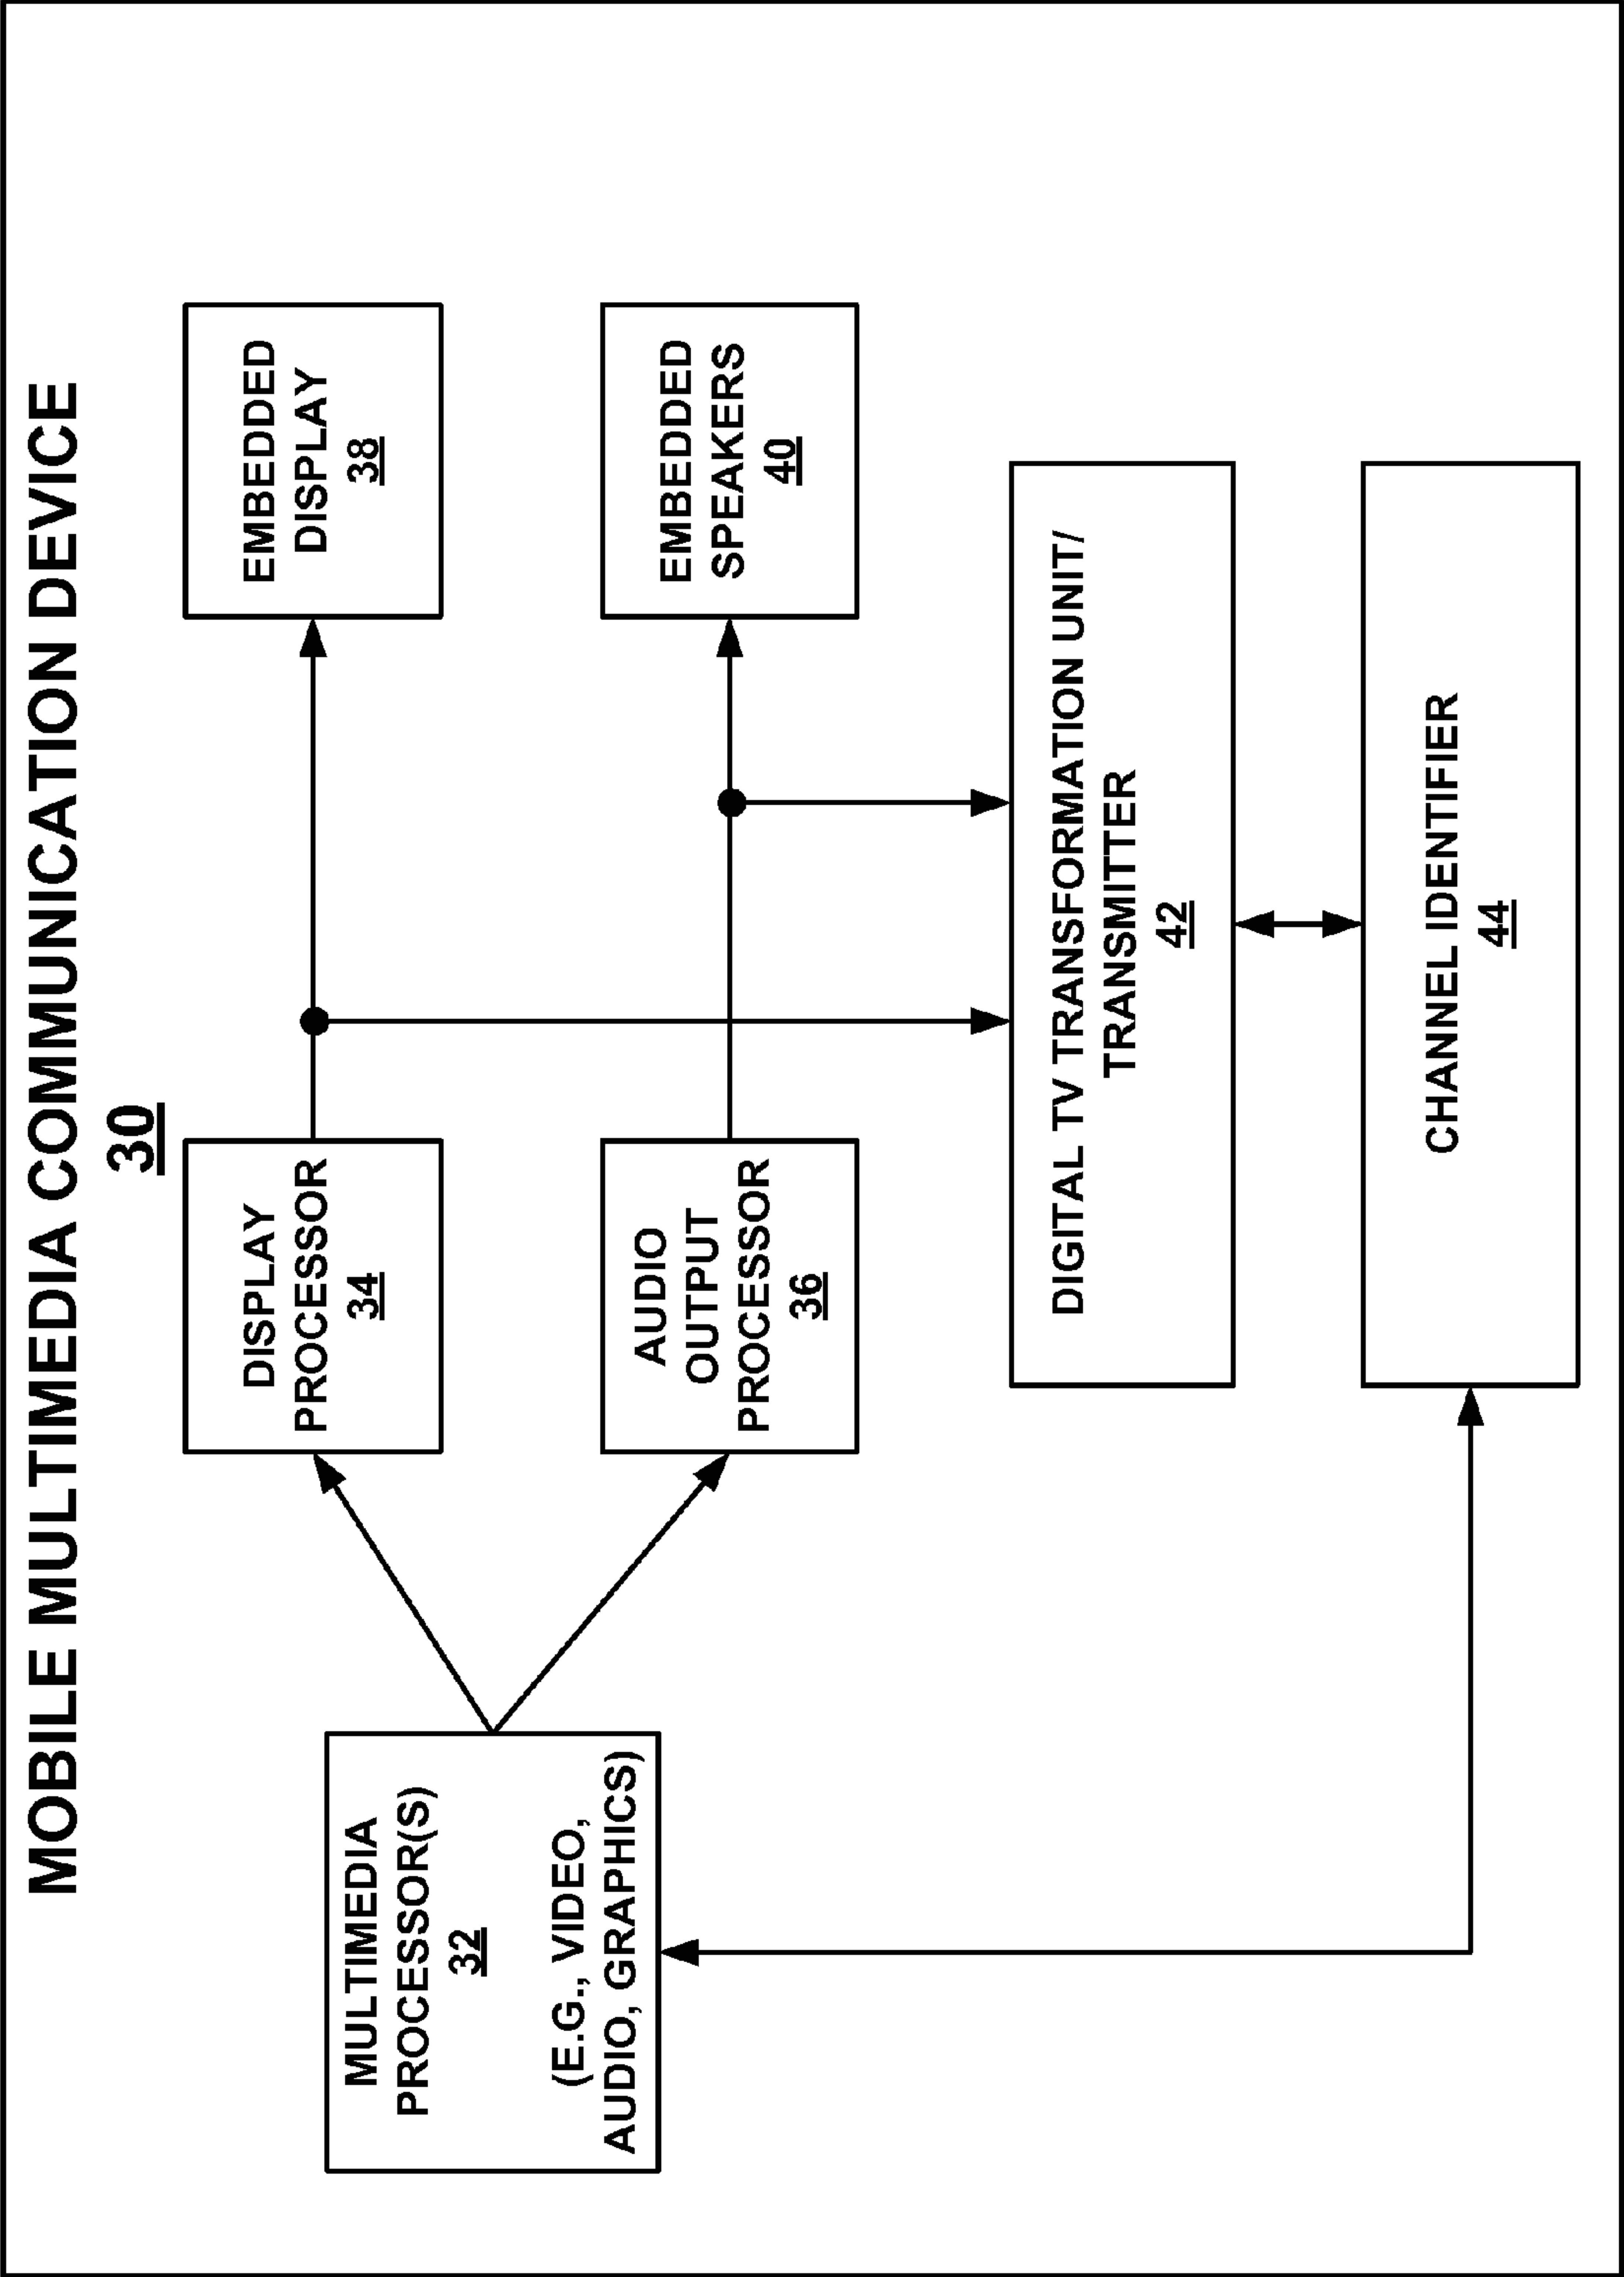 MOBILE MULTIMEDIA COMMUNICATION DEVICE
30
MULTIMEDIA
PROCESSOR(S)
32
(E.G., VIDEO,
AUDIO, GRAPHICS)
DISPLAY
PROCESSOR
34
EMBEDDED
DISPLAY
38
AUDIO
OUTPUT
PROCESSOR
36
EMBEDDED
SPEAKERS
40
DIGITAL TV TRANSFORMATION UNIT/
TRANSMITTER
42
CHANNEL IDENTIFIER
44